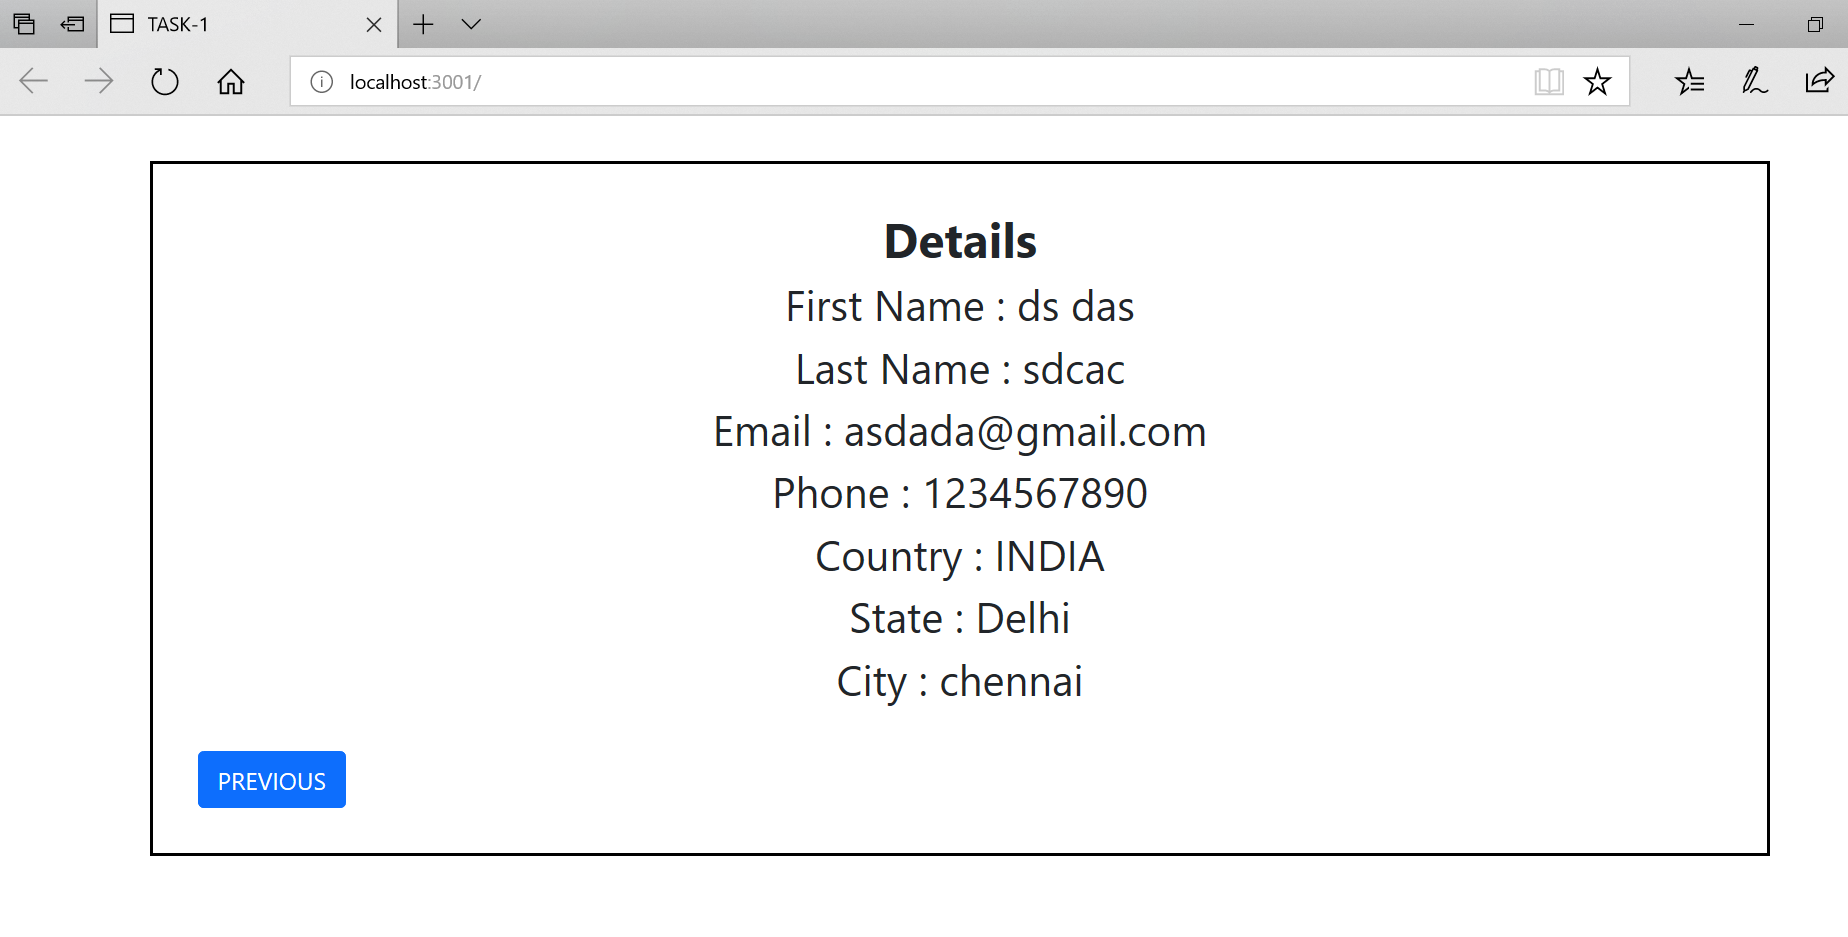 TASK-1
localhost:3001/
Details
First Name : ds das
Last Name : sdcac
Email : asdada@gmail.com
Phone : 1234567890
Country : INDIA
State : Delhi
City : chennai
PREVIOUS